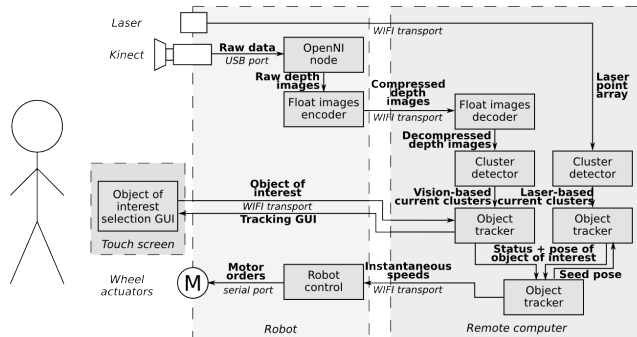 Laser
WIFI transport
Kinect
Raw data
USB port
OpenNI
node
Raw depth
images
Float images
encoder
Compressed
depth
images
WIFI transport
Float images
decoder
Laser
point
array
Decompressed
depth images
Cluster
detector
Cluster
detector
Vision-based
current clusters
Laser-based
current clusters
Object of
interest
selection GUI
Touch screen
Object of
interest
WIFI transport
Tracking GUI
Object
tracker
Object
tracker
Status + pose of
object of interest
Seed pose
Wheel
actuators
M
Motor
orders
serial port
Robot
control
Instantaneous
speeds
WIFI transport
Object
tracker
Robot
Remote computer